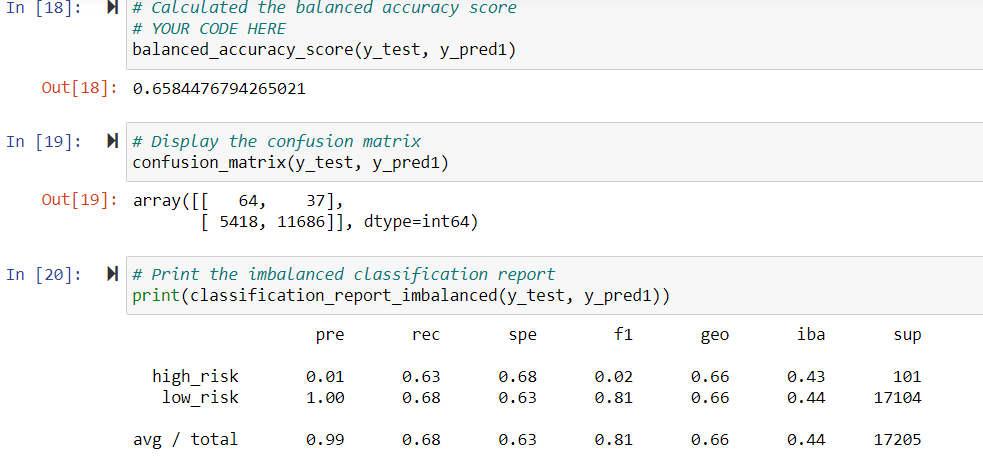 In [18]: # Calculated the balanced accuracy score
# YOUR CODE HERE
balanced_accuracy_score(y_test, y_pred1)
Out[18]: 0.6584476794265021
In [19]: # Display the confusion matrix
confusion_matrix(y_test, y_pred1)
Out[19]: array([[ 64, 37],
[ 5418, 11686]], dtype=int64)
In [20]: # Print the imbalanced classification report
print(classification_report_imbalanced(y_test, y_pred1))
pre rec spe f1 geo iba sup
high_risk 0.01 0.63 0.68 0.02 0.66 0.43 101
low_risk 1.00 0.68 0.63 0.81 0.66 0.44 17104
avg / total 0.99 0.68 0.63 0.81 0.66 0.44 17205